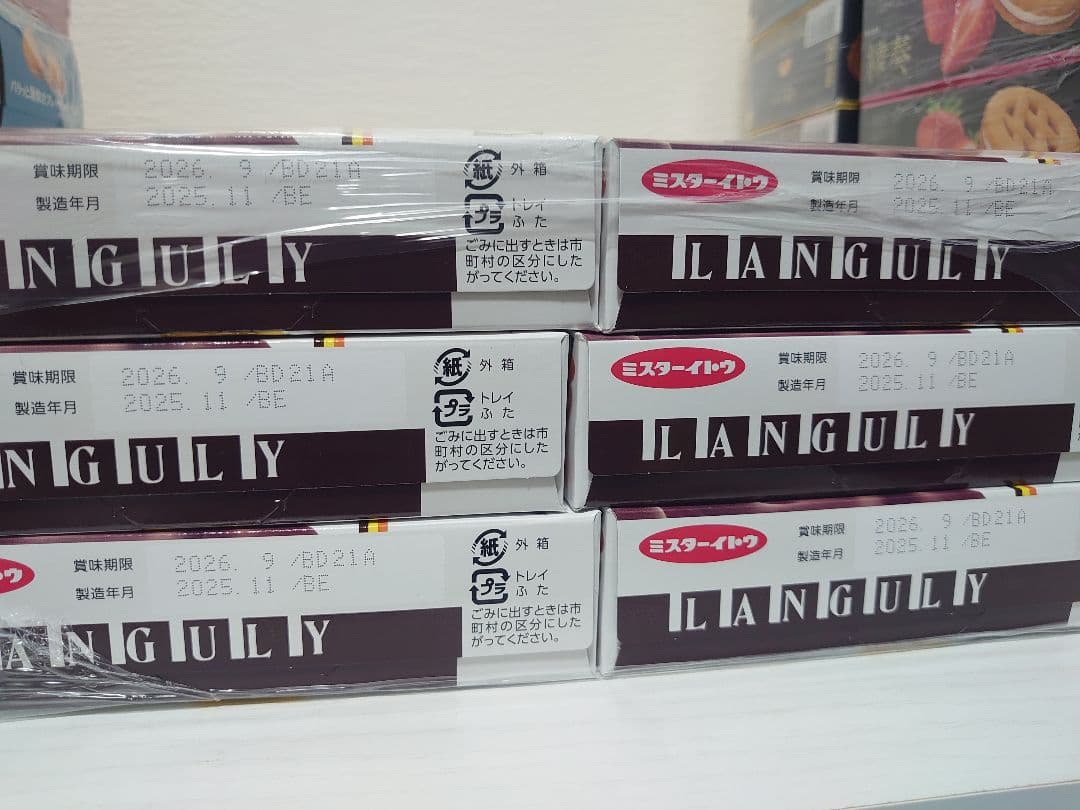 賞味期限 2026. 9 /BD21A
製造年月 2025.11 /BE
紙 外箱
プラ トレイ
ふた
ごみに出すときは市
町村の区分にした
がってください。
ANGULY
ミスターイトウ
賞味期限 2026. 9 /BD21A
製造年月 2025.11 /BE
LANGULY
賞味期限 2026. 9 /BD21A
製造年月 2025.11 /BE
紙 外箱
プラ トレイ
ふた
ごみに出すときは市
町村の区分にした
がってください。
NGULY
ミスターイトウ
賞味期限 2026. 9 /BD21A
製造年月 2025.11 /BE
LANGULY
トウ
賞味期限 2026. 9 /BD21A
製造年月 2025.11 /BE
紙 外箱
プラ トレイ
ふた
ごみに出すときは市
町村の区分にした
がってください。
ANGULY
ミスターイトウ
賞味期限 2026. 9 /BD21A
製造年月 2025.11 /BE
LANGULY